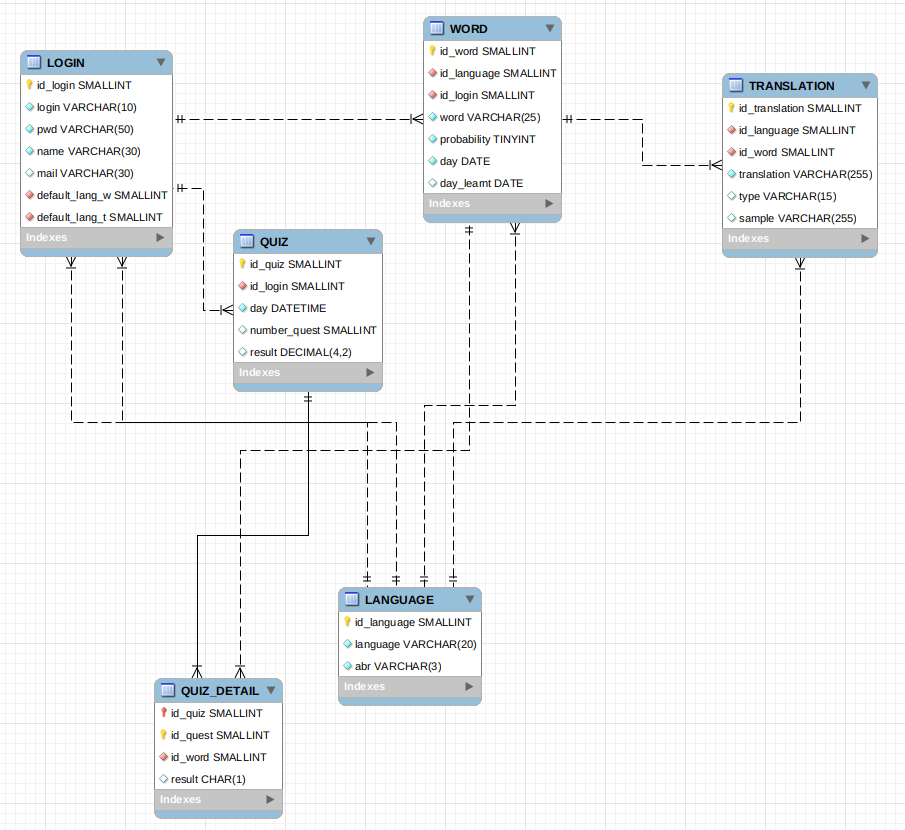 LOGIN
id_login SMALLINT
login VARCHAR(10)
pwd VARCHAR(50)
name VARCHAR(30)
mail VARCHAR(30)
default_lang_w SMALLINT
default_lang_t SMALLINT
Indexes
WORD
id_word SMALLINT
id_language SMALLINT
id_login SMALLINT
word VARCHAR(25)
probability TINYINT
day DATE
day_learnt DATE
Indexes
TRANSLATION
id_translation SMALLINT
id_language SMALLINT
id_word SMALLINT
translation VARCHAR(255)
type VARCHAR(15)
sample VARCHAR(255)
Indexes
QUIZ
id_quiz SMALLINT
id_login SMALLINT
day DATETIME
number_quest SMALLINT
result DECIMAL(4,2)
Indexes
LANGUAGE
id_language SMALLINT
language VARCHAR(20)
abr VARCHAR(3)
Indexes
QUIZ_DETAIL
id_quiz SMALLINT
id_quest SMALLINT
id_word SMALLINT
result CHAR(1)
Indexes